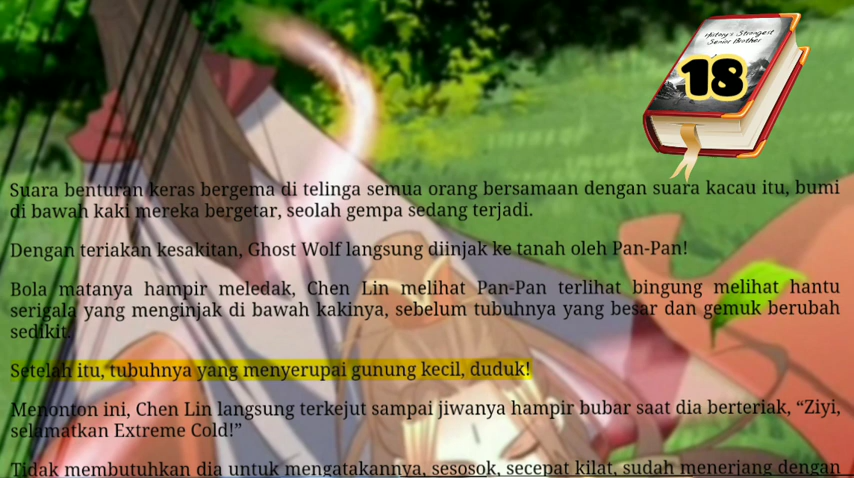 History's Strongest
Senior Brother
18
Suara benturan keras bergema di telinga semua orang bersamaan dengan suara kacau itu, bumi
di bawah kaki mereka bergetar, seolah gempa sedang terjadi.
Dengan teriakan kesakitan, Ghost Wolf langsung diinjak ke tanah oleh Pan-Pan!
Bola matanya hampir meledak, Chen Lin melihat Pan-Pan terlihat bingung melihat hantu
serigala yang menginjak di bawah kakinya, sebelum tubuhnya yang besar dan gemuk berubah
sedikit.
Setelah itu, tubuhnya yang menyerupai gunung kecil, duduk!
Menonton ini, Chen Lin langsung terkejut sampai jiwanya hampir bubar saat dia berteriak, “Ziyi,
selamatkan Extreme Cold!”
Tidak membutuhkan dia untuk mengatakannya, sesosok, secepat kilat, sudah menerjang dengan